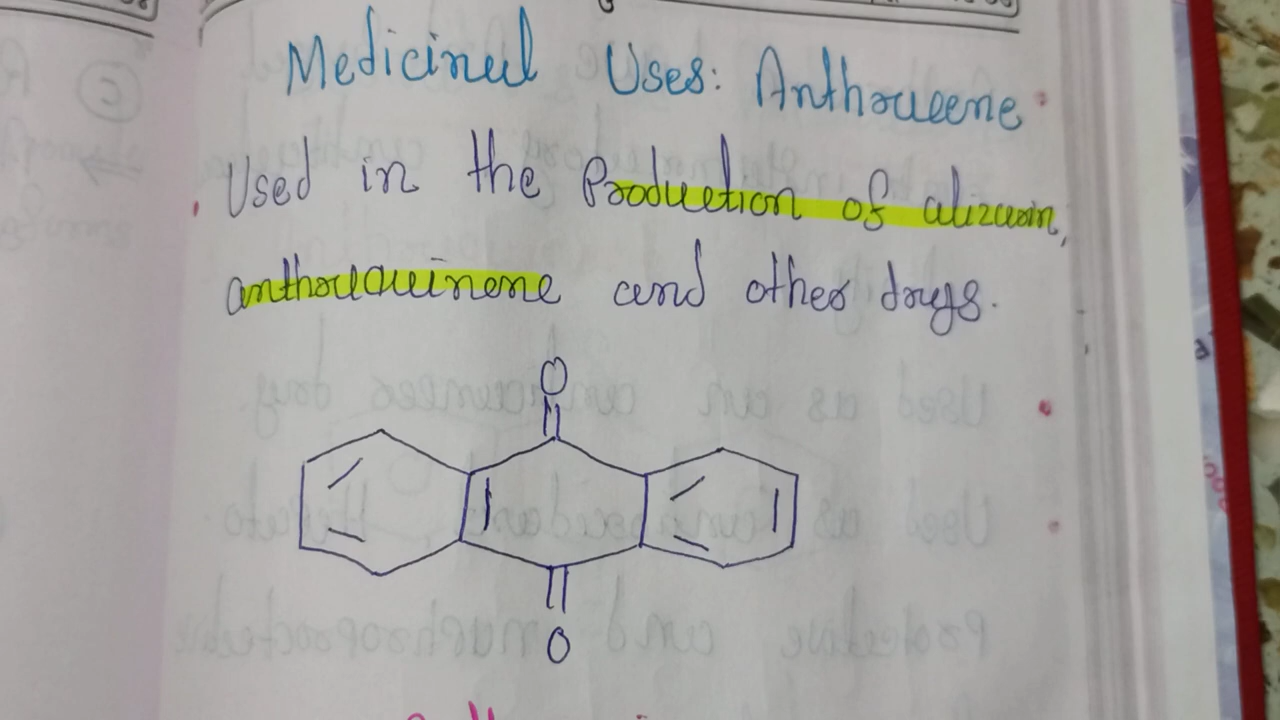 Medicinal Uses: Anthracene
Used in the Production of alizarin,
anthraquinone and other drugs.
O
O